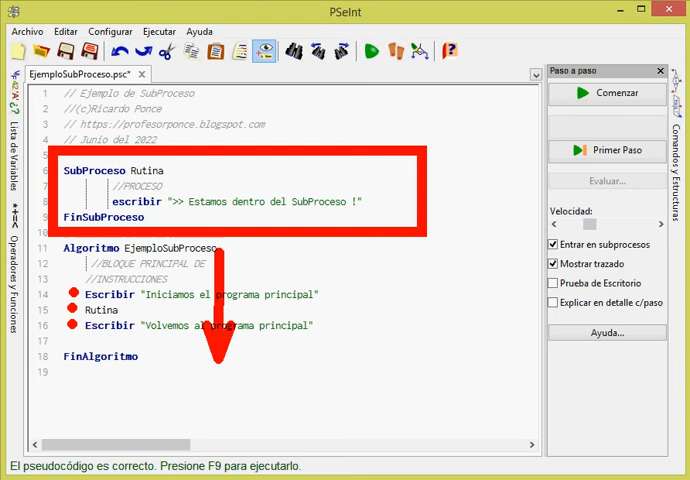 PSeInt
Archivo Editar Configurar Ejecutar Ayuda
EjemploSubProceso.psc*
1 // Ejemplo de SubProceso
2 //(c)Ricardo Ponce
3 // https://profesorponce.blogspot.com
4 // Junio del 2022
5
6 SubProceso Rutina
7 //PROCESO
8 escribir ">> Estamos dentro del SubProceso !"
9 FinSubProceso
11 Algoritmo EjemploSubProceso
12 //BLOQUE PRINCIPAL DE
13 //INSTRUCCIONES
14 Escribir "Iniciamos el programa principal"
15 Rutina
16 Escribir "Volvemos al programa principal"
17
18 FinAlgoritmo
19
Lista de Variables
Operadores y Funciones
*+=<
Paso a paso
Comenzar
Primer Paso
Evaluar...
Velocidad:
Entrar en subprocesos
Mostrar trazado
Prueba de Escritorio
Explicar en detalle c/paso
Ayuda...
Comandos y Estructuras
El pseudocódigo es correcto. Presione F9 para ejecutarlo.